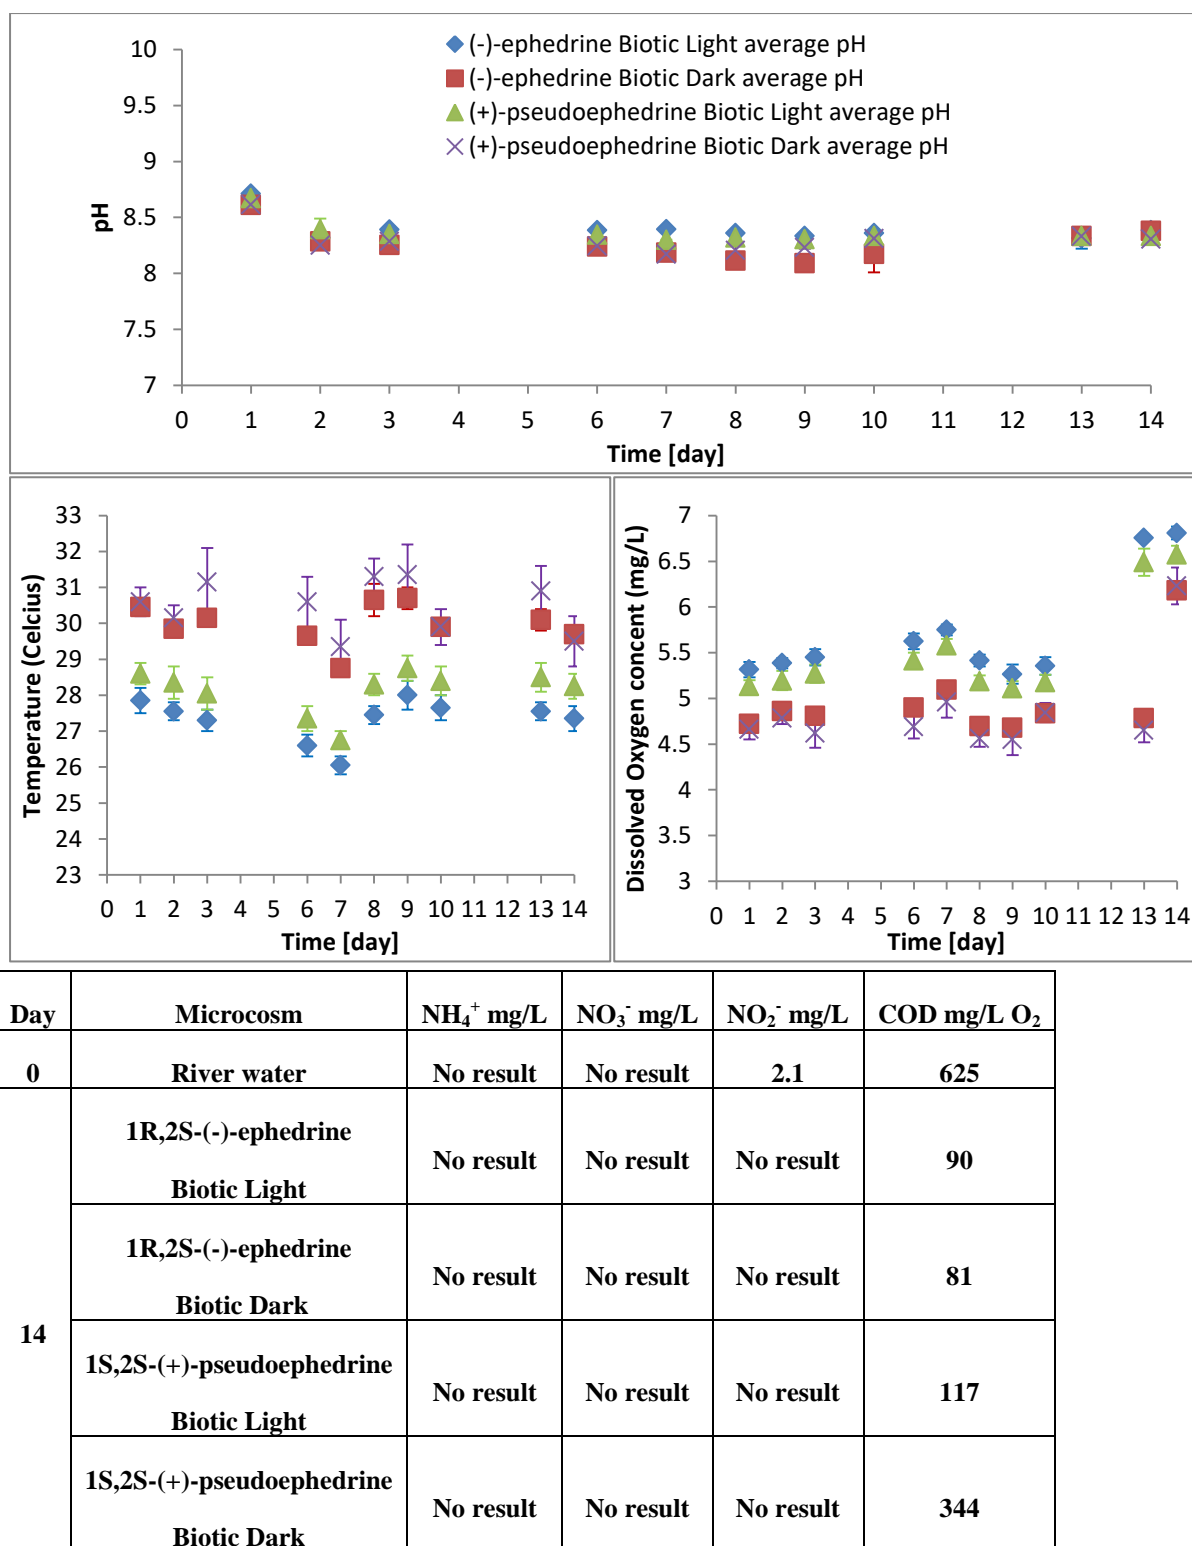 (-)-ephedrine Biotic Light average pH
(-)-ephedrine Biotic Dark average pH
(+)-pseudoephedrine Biotic Light average pH
(+)-pseudoephedrine Biotic Dark average pH
pH
10
9.5
9
8.5
8
7.5
7
0 1 2 3 4 5 6 7 8 9 10 11 12 13 14
Time [day]
Temperature (Celcius)
33
32
31
30
29
28
27
26
25
24
23
0 1 2 3 4 5 6 7 8 9 10 11 12 13 14
Time [day]
Dissolved Oxygen concent (mg/L)
7
6.5
6
5.5
5
4.5
4
3.5
3
0 1 2 3 4 5 6 7 8 9 10 11 12 13 14
Time [day]
Day Microcosm NH₄⁺ mg/L NO₃⁻ mg/L NO₂⁻ mg/L COD mg/L O₂
0 River water No result No result 2.1 625
14
1R,2S-(-)-ephedrine
Biotic Light
No result No result No result 90
1R,2S-(-)-ephedrine
Biotic Dark
No result No result No result 81
1S,2S-(+)-pseudoephedrine
Biotic Light
No result No result No result 117
1S,2S-(+)-pseudoephedrine
Biotic Dark
No result No result No result 344